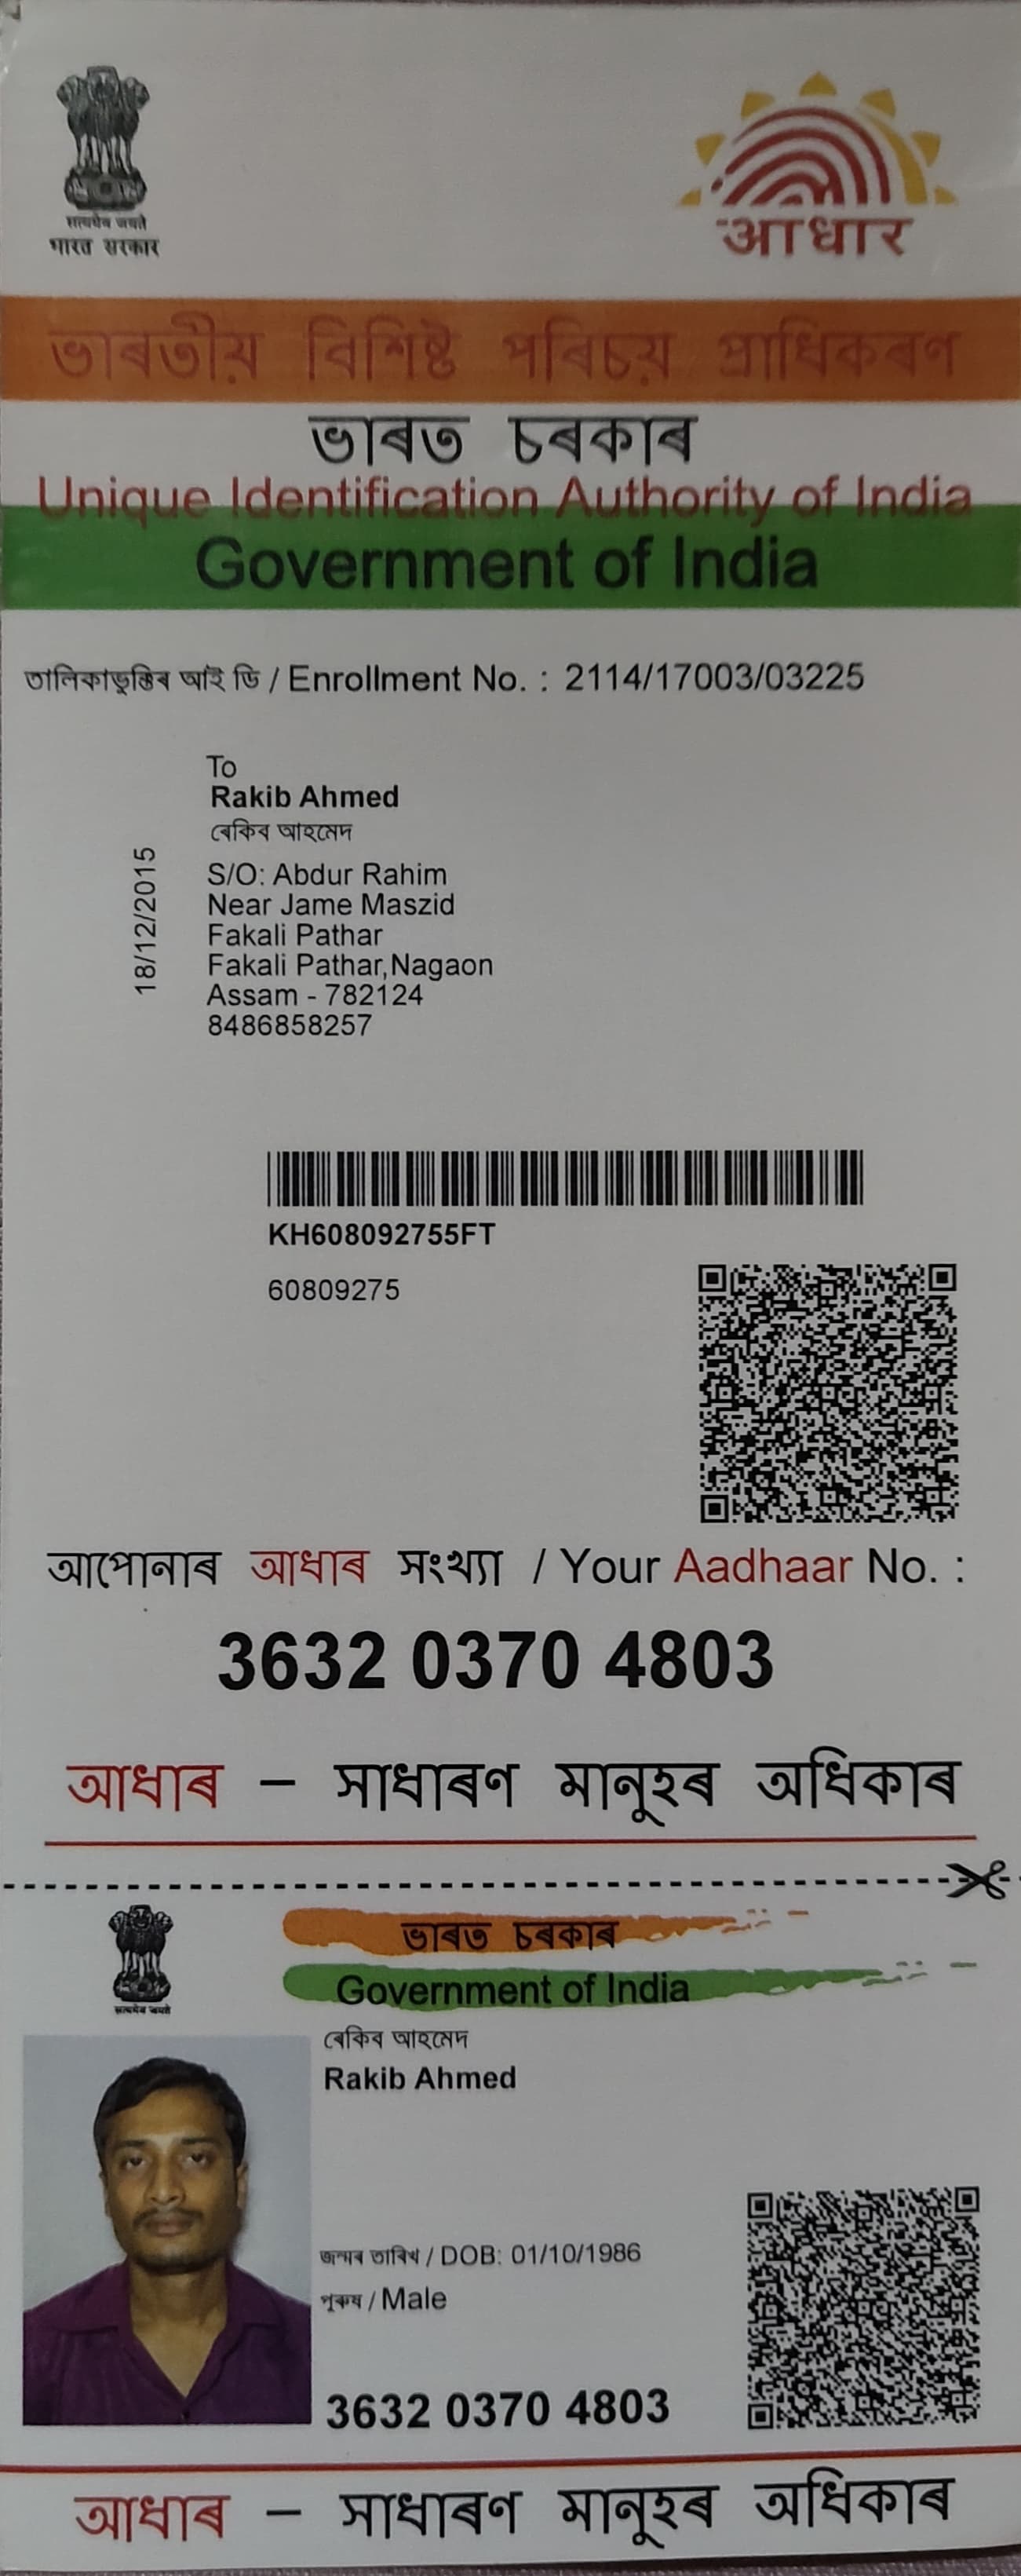 सत्यमेव जयते
भारत सरकार
आधार
ভাৰতীয় বিশিষ্ট পৰিচয় প্ৰাধিকৰণ
ভাৰত চৰকাৰ
Unique Identification Authority of India
Government of India
তালিকাভুক্তিৰ আই ডি / Enrollment No. : 2114/17003/03225
18/12/2015
To
Rakib Ahmed
ৰেকিব আহমেদ
S/O: Abdur Rahim
Near Jame Maszid
Fakali Pathar
Fakali Pathar,Nagaon
Assam - 782124
8486858257
KH608092755FT
60809275
আপোনাৰ আধাৰ সংখ্যা / Your Aadhaar No. :
3632 0370 4803
আধাৰ – সাধাৰণ মানুহৰ অধিকাৰ
सत्यमेव जयते
ভাৰত চৰকাৰ
Government of India
ৰেকিব আহমেদ
Rakib Ahmed
জন্মৰ তাৰিখ / DOB: 01/10/1986
পুৰুষ / Male
3632 0370 4803
আধাৰ – সাধাৰণ মানুহৰ অধিকাৰ